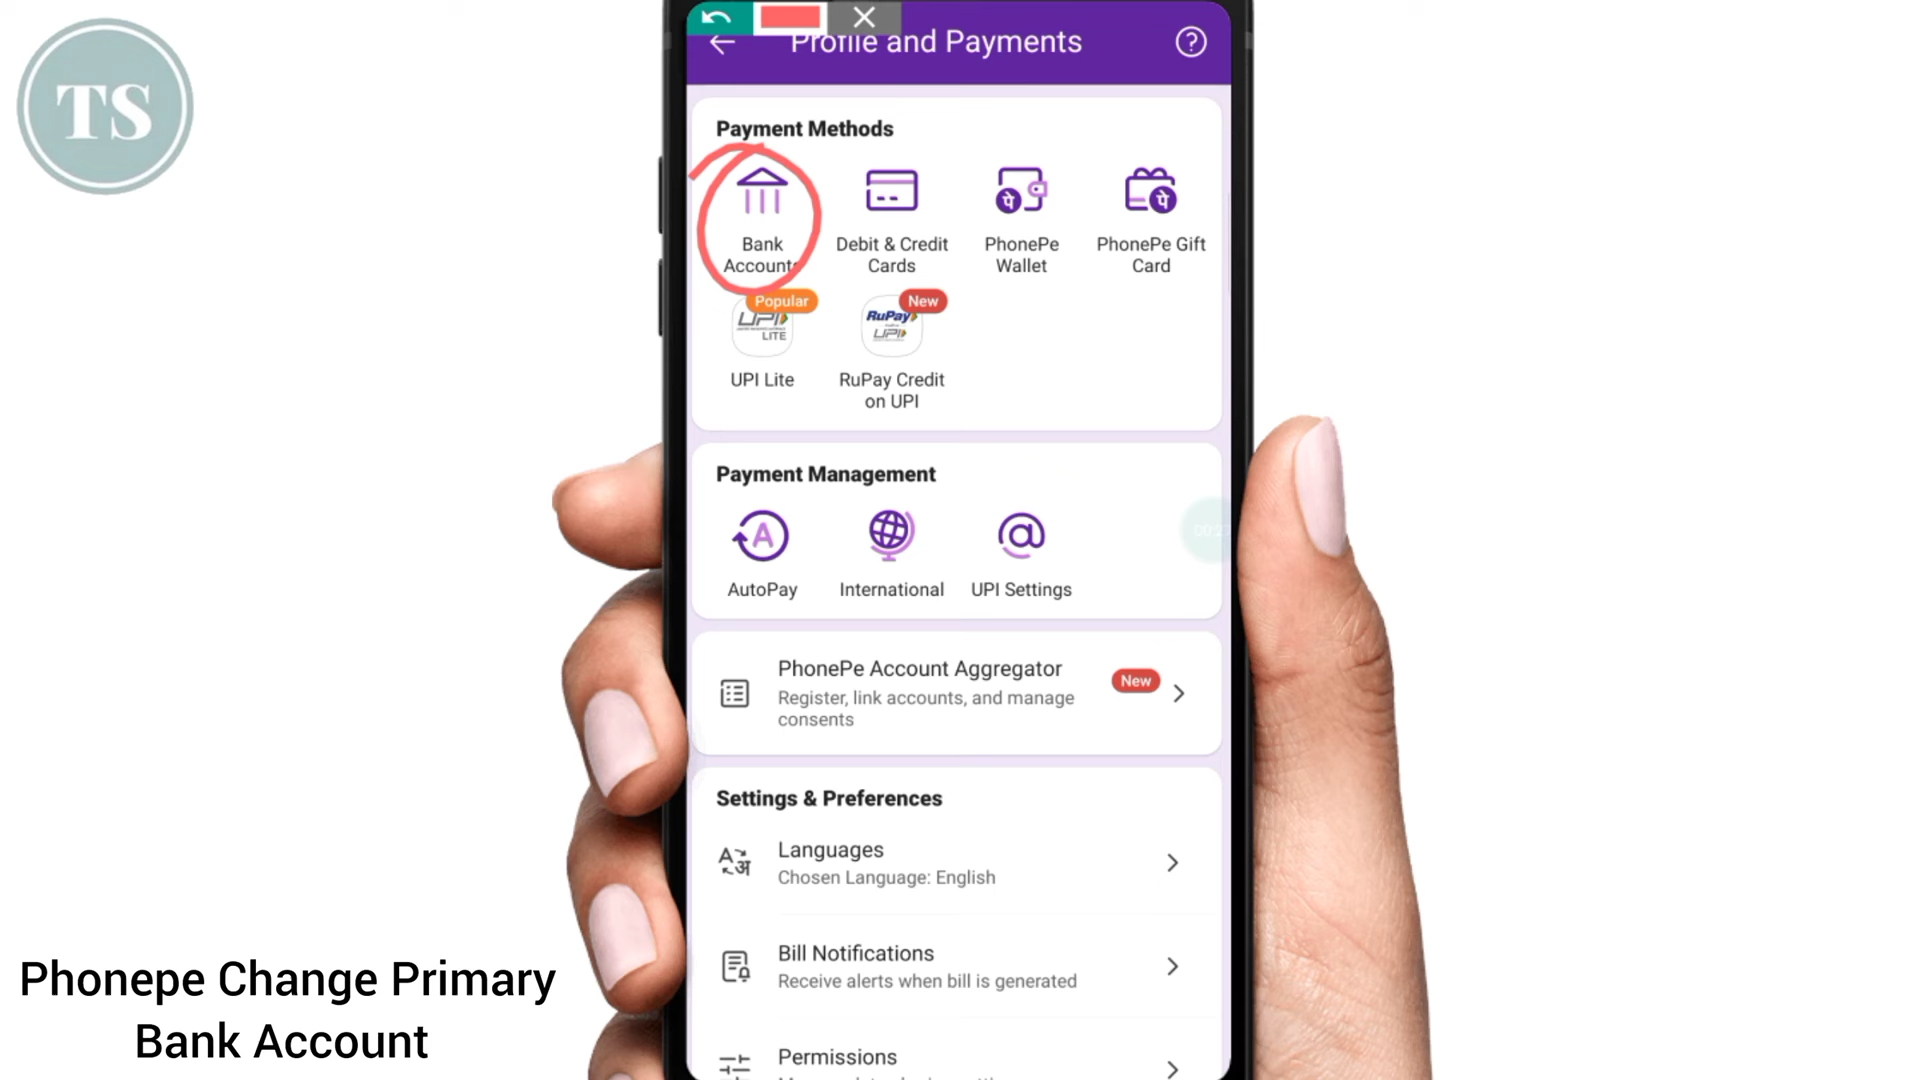 TS
Profile and Payments
Payment Methods
Bank Accounts
Debit & Credit Cards
PhonePe Wallet
PhonePe Gift Card
Popular
UPI LITE
UPI Lite
New
RuPay
UPI
RuPay Credit on UPI
Payment Management
AutoPay
International
UPI Settings
PhonePe Account Aggregator
Register, link accounts, and manage consents
New
Settings & Preferences
Languages
Chosen Language: English
Bill Notifications
Receive alerts when bill is generated
Permissions
Phonepe Change Primary
Bank Account